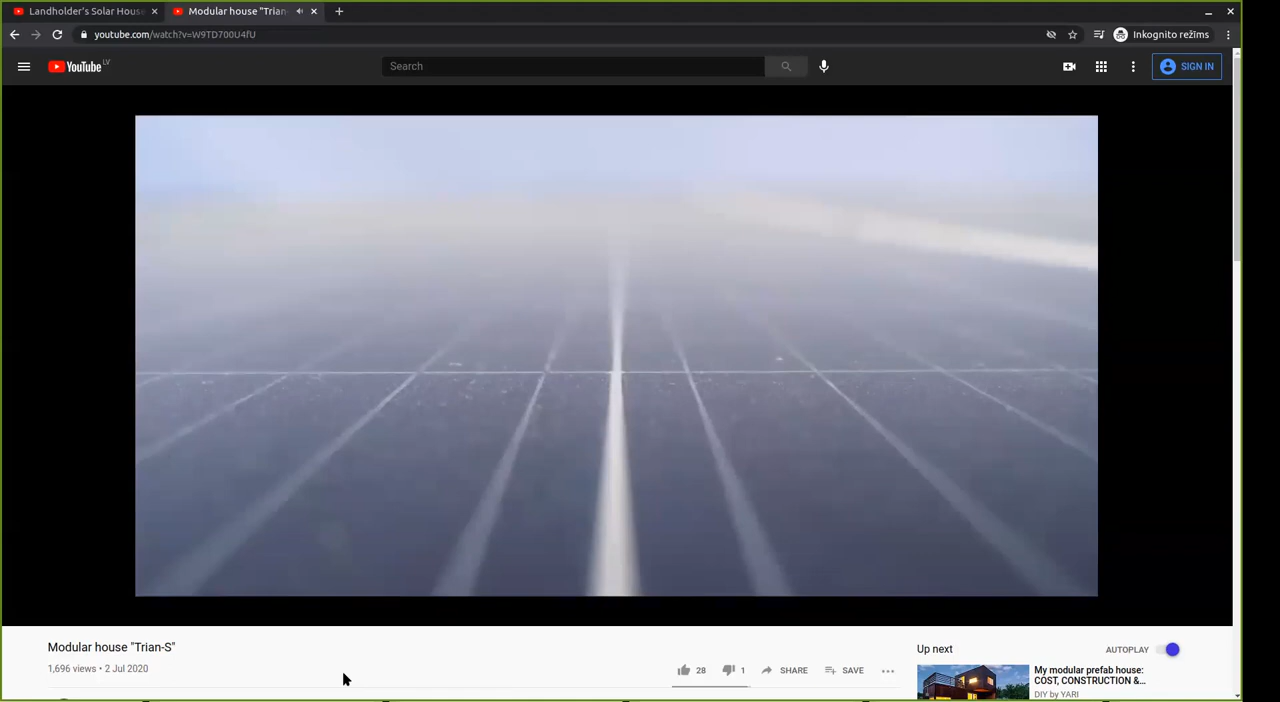 Landholder's Solar House
Modular house "Trian-
youtube.com/watch?v=W9TD700U4fU
Inkognito režīms
YouTube LV
Search
SIGN IN
Modular house "Trian-S"
1,696 views • 2 Jul 2020
28
1
SHARE
SAVE
Up next
AUTOPLAY
My modular prefab house:
COST, CONSTRUCTION &...
DIY by YARI